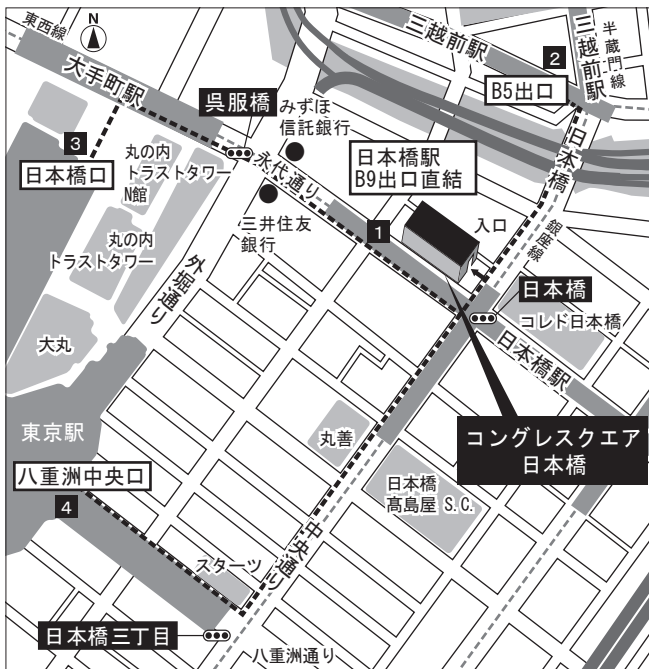 東西線
N
三越前駅
三越前駅
半蔵門線
2
B5出口
大手町駅
呉服橋
みずほ
信託銀行
日本橋
3
日本橋口
丸の内
トラストタワー
N館
永代通り
日本橋駅
B9出口直結
入口
銀座線
丸の内
トラストタワー
三井住友
銀行
1
外堀通り
日本橋
コレド日本橋
日本橋駅
大丸
東京駅
丸善
コングレスクエア
日本橋
八重洲中央口
4
日本橋
髙島屋 S.C.
中央通り
スターツ
日本橋三丁目
八重洲通り